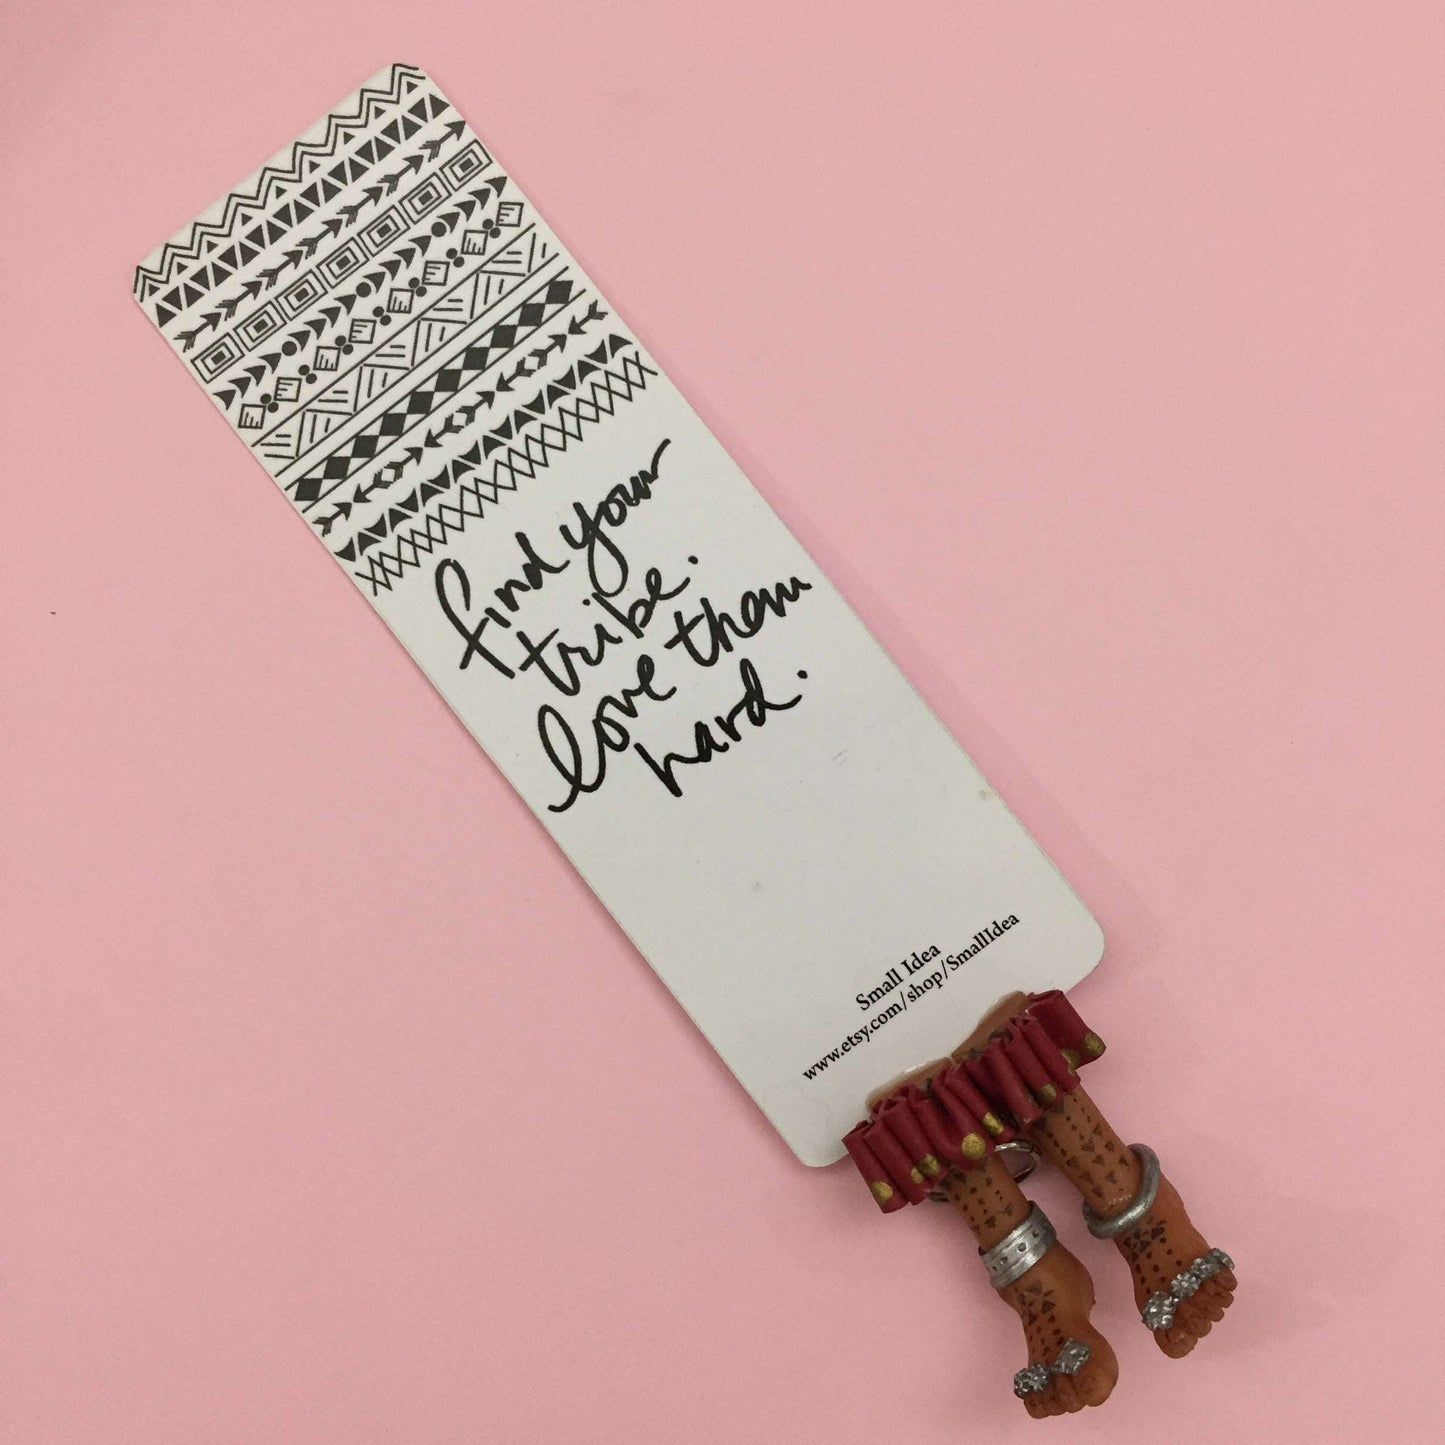 find your
tribe.
love them
hard.
Small Idea
www.etsy.com/shop/SmallIdea